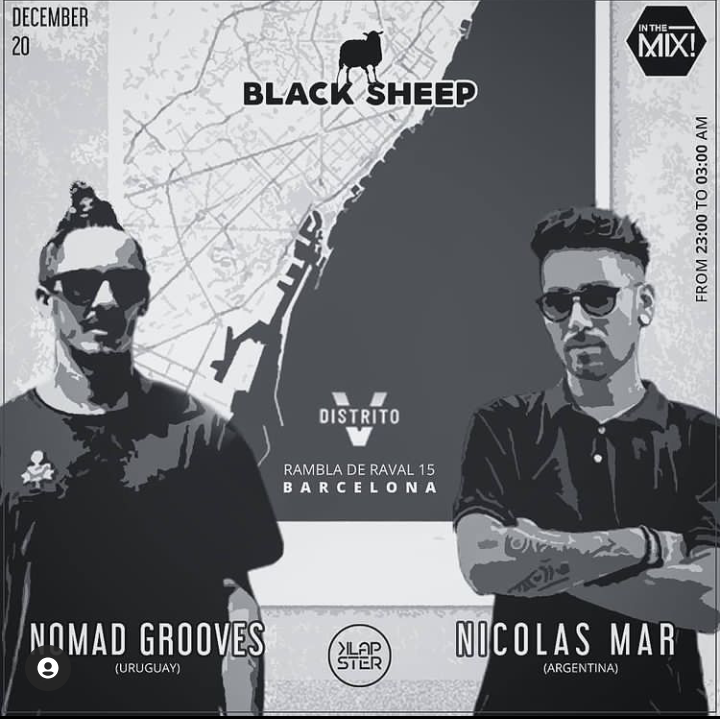 DECEMBER
20
IN THE
MIX!
BLACK SHEEP
FROM 23:00 TO 03:00 AM
DISTRITO
V
RAMBLA DE RAVAL 15
BARCELONA
NOMAD GROOVES
(URUGUAY)
KLAP
STER
NICOLAS MAR
(ARGENTINA)